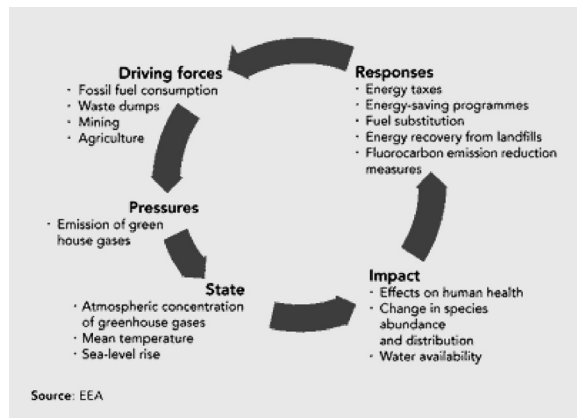 Driving forces
· Fossil fuel consumption
· Waste dumps
· Mining
· Agriculture
Responses
· Energy taxes
· Energy-saving programmes
· Fuel substitution
· Energy recovery from landfills
· Fluorocarbon emission reduction
measures
Pressures
· Emission of green
house gases
State
· Atmospheric concentration
of greenhouse gases
· Mean temperature
· Sea-level rise
Impact
· Effects on human health
· Change in species
abundance
and distribution
· Water availability
Source: EEA